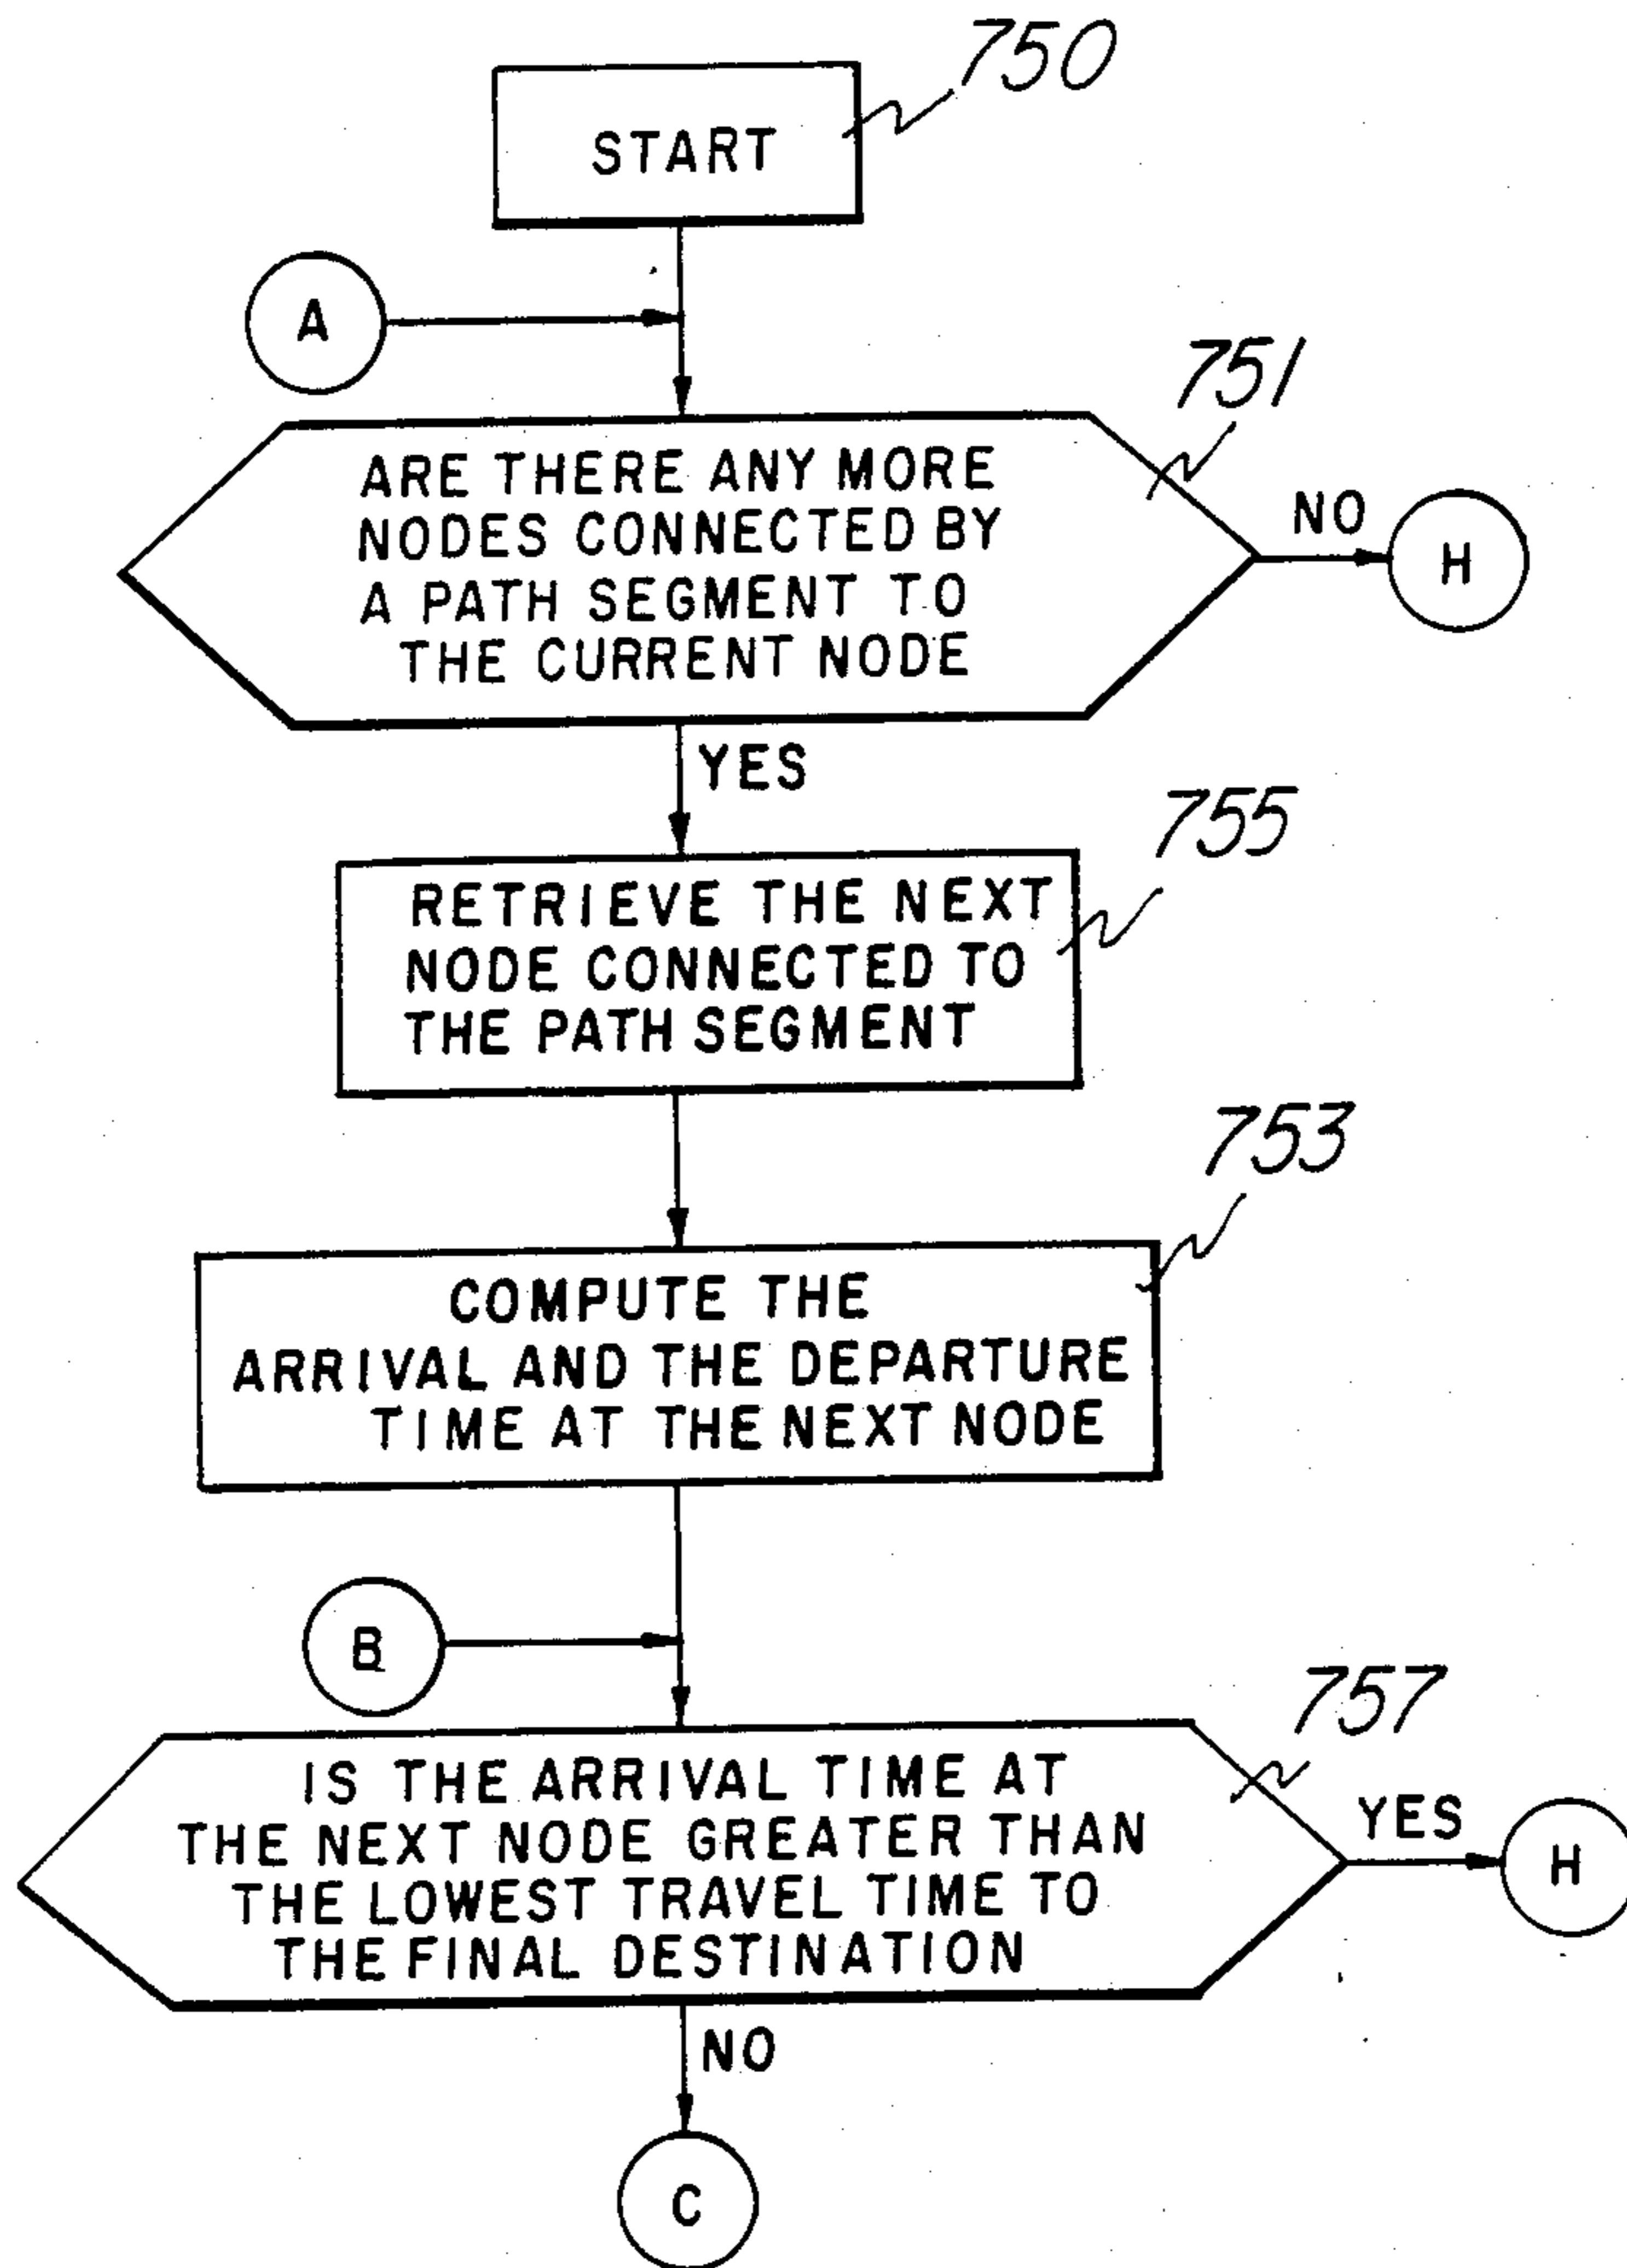 750
START
A
751
ARE THERE ANY MORE
NODES CONNECTED BY
A PATH SEGMENT TO
THE CURRENT NODE
NO
H
YES
755
RETRIEVE THE NEXT
NODE CONNECTED TO
THE PATH SEGMENT
753
COMPUTE THE
ARRIVAL AND THE DEPARTURE
TIME AT THE NEXT NODE
B
757
IS THE ARRIVAL TIME AT
THE NEXT NODE GREATER THAN
THE LOWEST TRAVEL TIME TO
THE FINAL DESTINATION
YES
H
NO
C